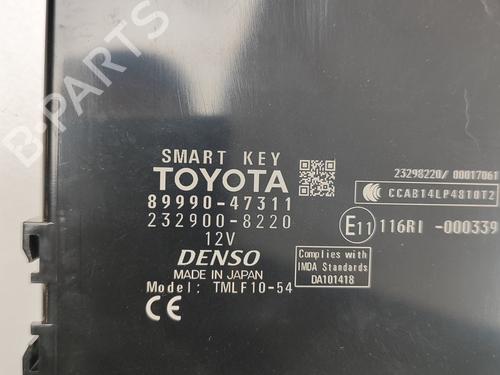 B-PARTS
SMART KEY
TOYOTA
89990-47311
232900-8220
12V
DENSO
MADE IN JAPAN
Model: TMLF10-54
CE
23298220/ 00017061
CCAB14LP4810T2
E11 116RI -000339
Complies with
IMDA Standards
DA101418